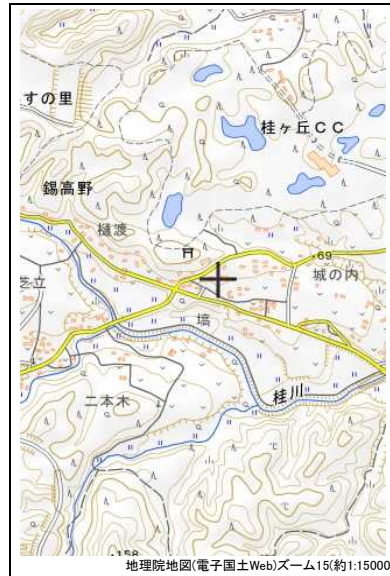 すの里
桂ヶ丘CC
錫高野
樋渡
・69
城の内
芝立
塙
二本木
桂川
・158
地理院地図(電子国土Web)ズーム15(約1:15000)